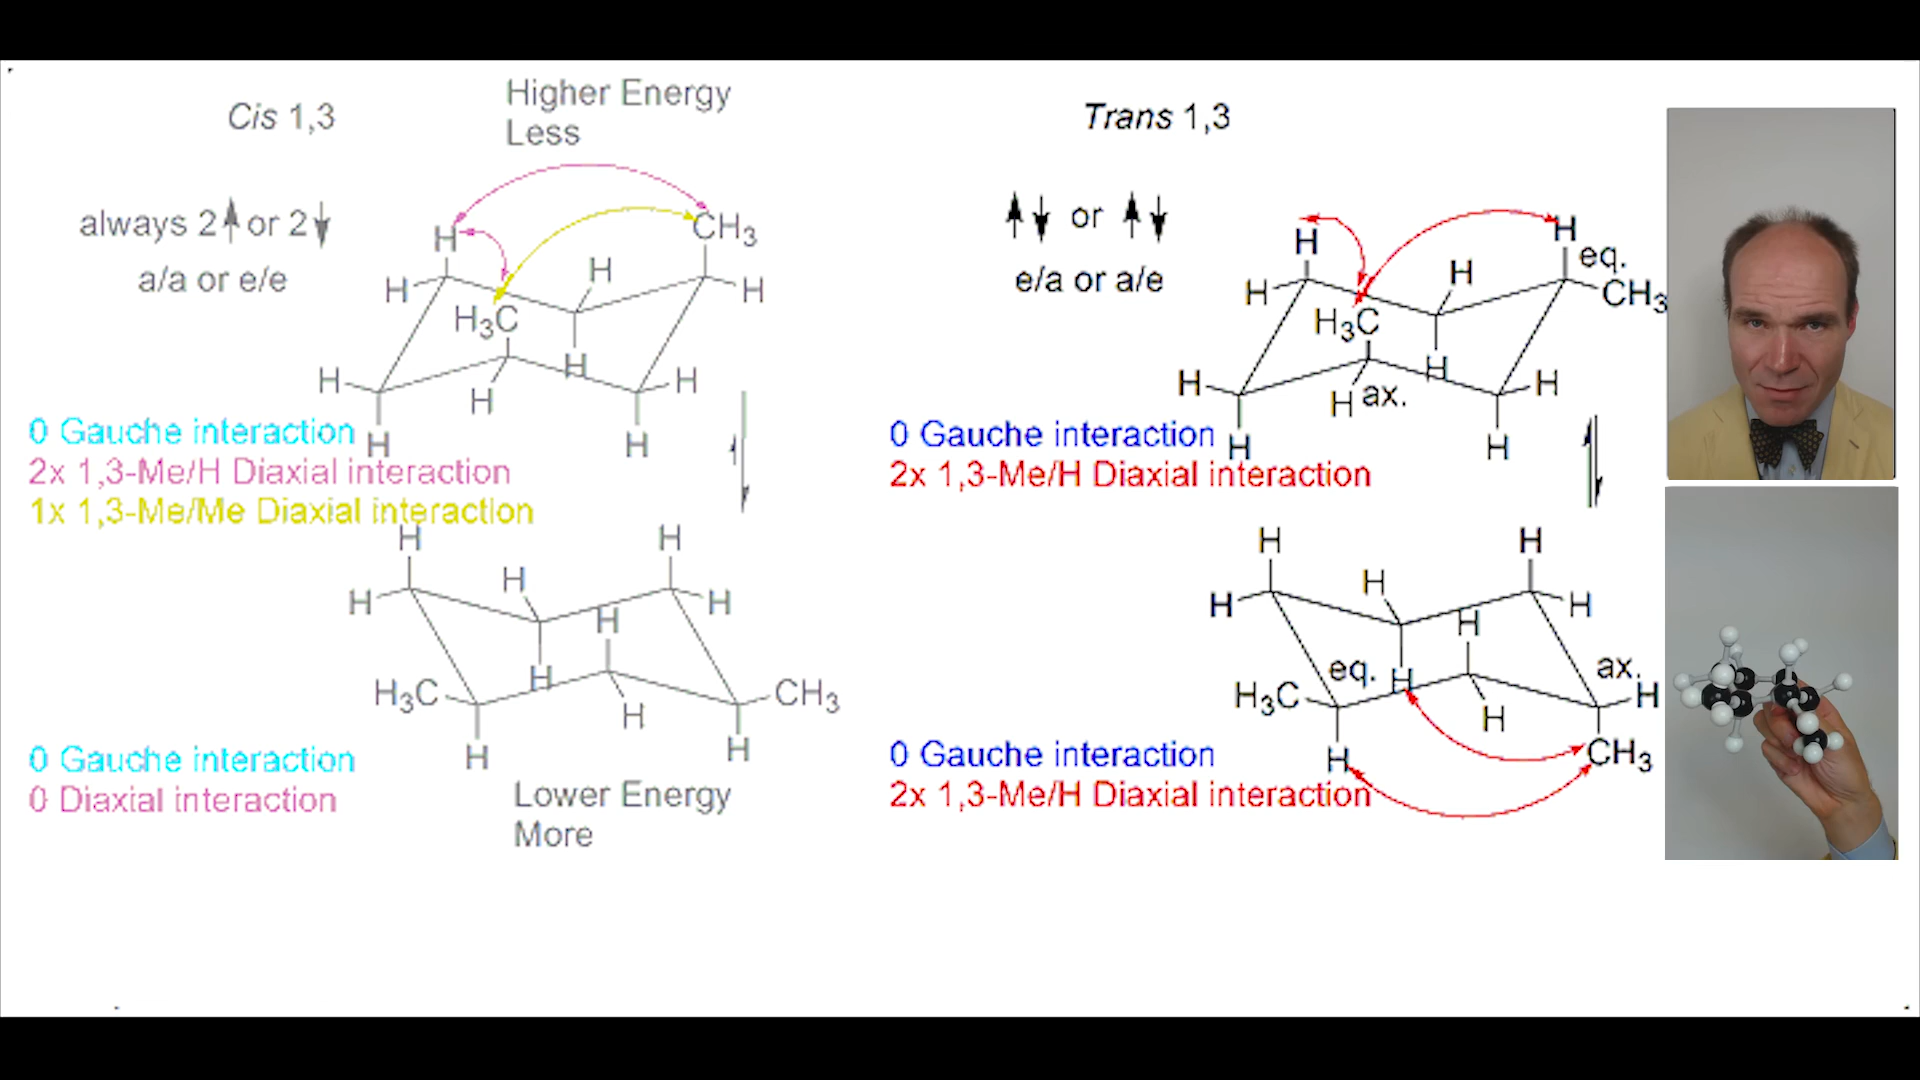 Cis 1,3
Higher Energy
Less
always 2↑ or 2↓
a/a or e/e
H
CH₃
H
H
H
H₃C
H
H
H
H
H
H
H
0 Gauche interaction
2x 1,3-Me/H Diaxial interaction
1x 1,3-Me/Me Diaxial interaction
H
H
H
H
H
H
H
H₃C
H
CH₃
H
H
0 Gauche interaction
0 Diaxial interaction
Lower Energy
More
Trans 1,3
↑↓ or ↑↓
e/a or a/e
H
H
eq.
H
H
CH₃
H₃C
H
H
H
H
ax.
H
H
0 Gauche interaction
2x 1,3-Me/H Diaxial interaction
H
H
H
H
H
H
eq.
H
ax.
H₃C
H
H
H
CH₃
0 Gauche interaction
2x 1,3-Me/H Diaxial interaction